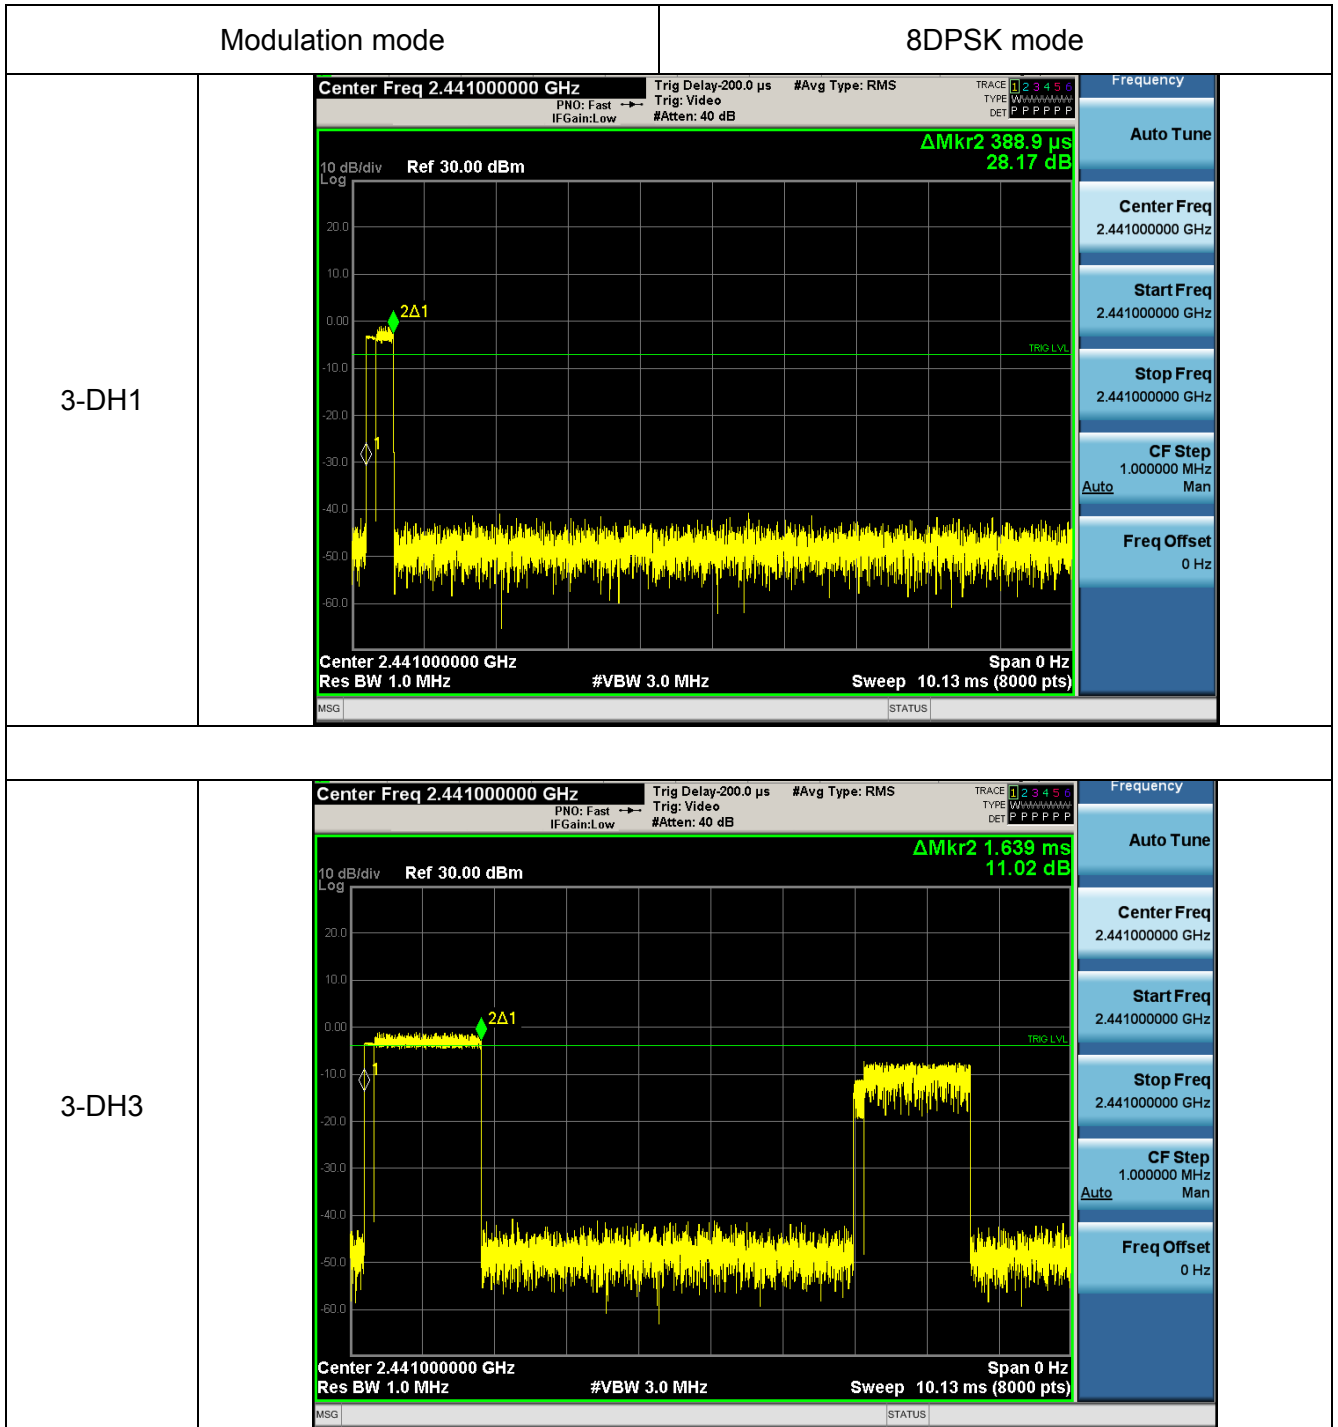 Modulation mode
8DPSK mode
3-DH1
Center Freq 2.441000000 GHz
PNO: Fast
IFGain:Low
Trig Delay-200.0 µs
Trig: Video
#Atten: 40 dB
#Avg Type: RMS
TRACE 1 2 3 4 5 6
TYPE WWWWWW
DET P P P P P P
Frequency
ΔMkr2 388.9 µs
28.17 dB
10 dB/div
Log
Ref 30.00 dBm
20.0
10.0
0.00
-10.0
-20.0
-30.0
-40.0
-50.0
-60.0
2Δ1
1
TRIG LVL
Center 2.441000000 GHz
Span 0 Hz
Res BW 1.0 MHz
#VBW 3.0 MHz
Sweep 10.13 ms (8000 pts)
MSG
STATUS
Auto Tune
Center Freq
2.441000000 GHz
Start Freq
2.441000000 GHz
Stop Freq
2.441000000 GHz
CF Step
1.000000 MHz
Auto Man
Freq Offset
0 Hz
3-DH3
Center Freq 2.441000000 GHz
PNO: Fast
IFGain:Low
Trig Delay-200.0 µs
Trig: Video
#Atten: 40 dB
#Avg Type: RMS
TRACE 1 2 3 4 5 6
TYPE WWWWWW
DET P P P P P P
Frequency
ΔMkr2 1.639 ms
11.02 dB
10 dB/div
Log
Ref 30.00 dBm
20.0
10.0
0.00
-10.0
-20.0
-30.0
-40.0
-50.0
-60.0
2Δ1
1
TRIG LVL
Center 2.441000000 GHz
Span 0 Hz
Res BW 1.0 MHz
#VBW 3.0 MHz
Sweep 10.13 ms (8000 pts)
MSG
STATUS
Auto Tune
Center Freq
2.441000000 GHz
Start Freq
2.441000000 GHz
Stop Freq
2.441000000 GHz
CF Step
1.000000 MHz
Auto Man
Freq Offset
0 Hz